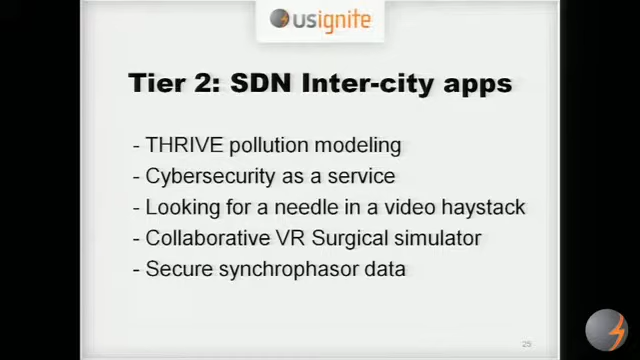 usignite
Tier 2: SDN Inter-city apps
- THRIVE pollution modeling
- Cybersecurity as a service
- Looking for a needle in a video haystack
- Collaborative VR Surgical simulator
- Secure synchrophasor data
25